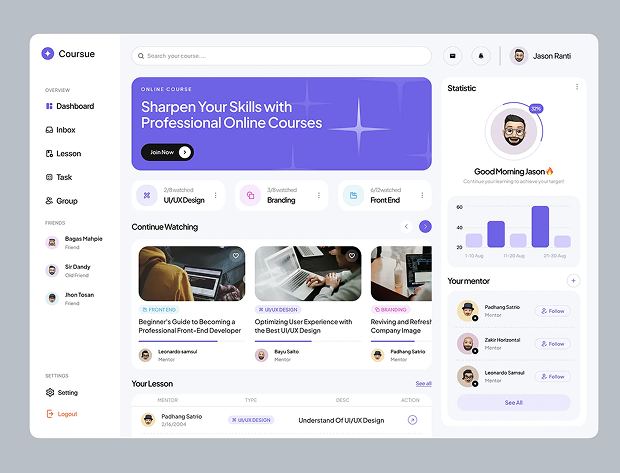 Coursue
OVERVIEW
Dashboard
Inbox
Lesson
Task
Group
FRIENDS
Bagas Mahpie
Friend
Sir Dandy
Old Friend
Jhon Tosan
Friend
SETTINGS
Setting
Logout
Search your course....
Jason Ranti
ONLINE COURSE
Sharpen Your Skills with
Professional Online Courses
Join Now
2/8 watched
UI/UX Design
3/8 watched
Branding
6/12 watched
Front End
Continue Watching
FRONT END
Beginner's Guide to Becoming a
Professional Front-End Developer
Leonardo samsul
Mentor
UI/UX DESIGN
Optimizing User Experience with
the Best UI/UX Design
Bayu Salto
Mentor
BRANDING
Reviving and Refresh
Company Image
Padhang Satrio
Mentor
Your Lesson
See all
MENTOR TYPE DESC ACTION
Padhang Satrio
2/16/2004
UI/UX DESIGN
Understand Of UI/UX Design
Statistic
32%
Good Morning Jason🔥
Continue your learning to achieve your target!
60
40
20
1-10 Aug 11-20 Aug 21-30 Aug
Your mentor
Padhang Satrio
Mentor
Follow
Zakir Horizontal
Mentor
Follow
Leonardo Samsul
Mentor
Follow
See All